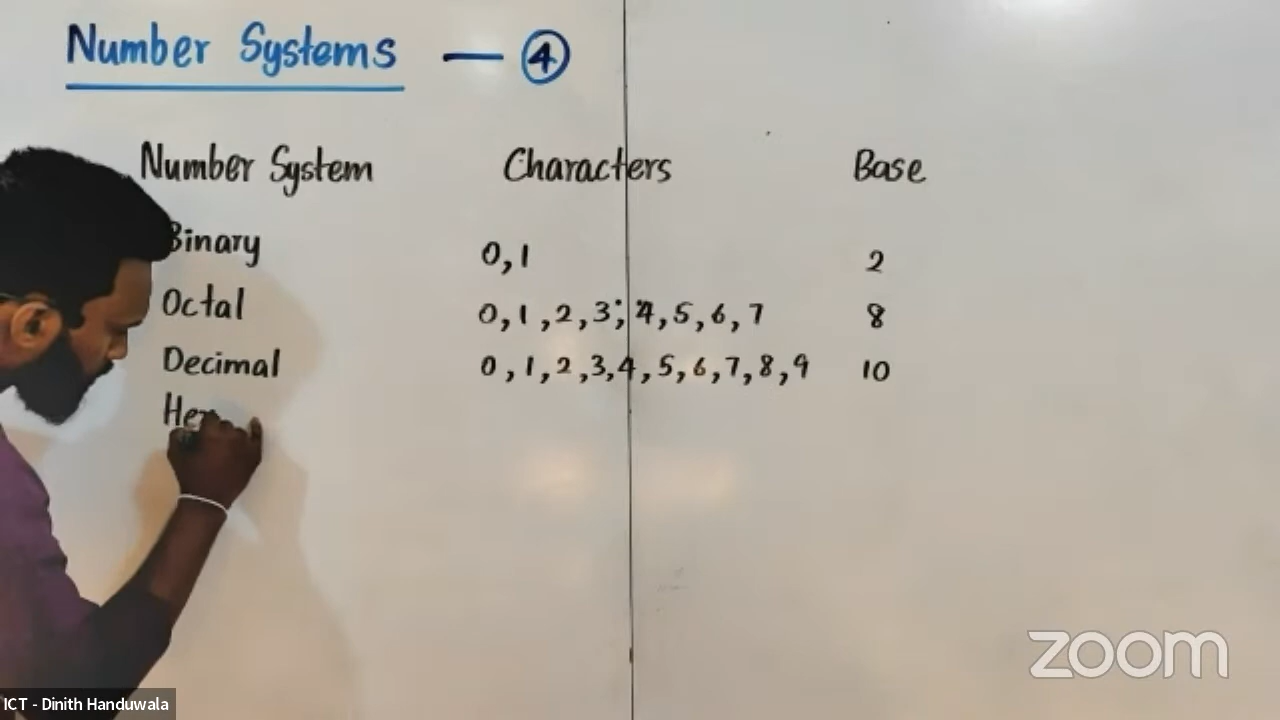 Number Systems — ④
Number System Characters Base
Binary 0,1 2
Octal 0,1,2,3,4,5,6,7 8
Decimal 0,1,2,3,4,5,6,7,8,9 10
zoom
ICT - Dinith Handuwala